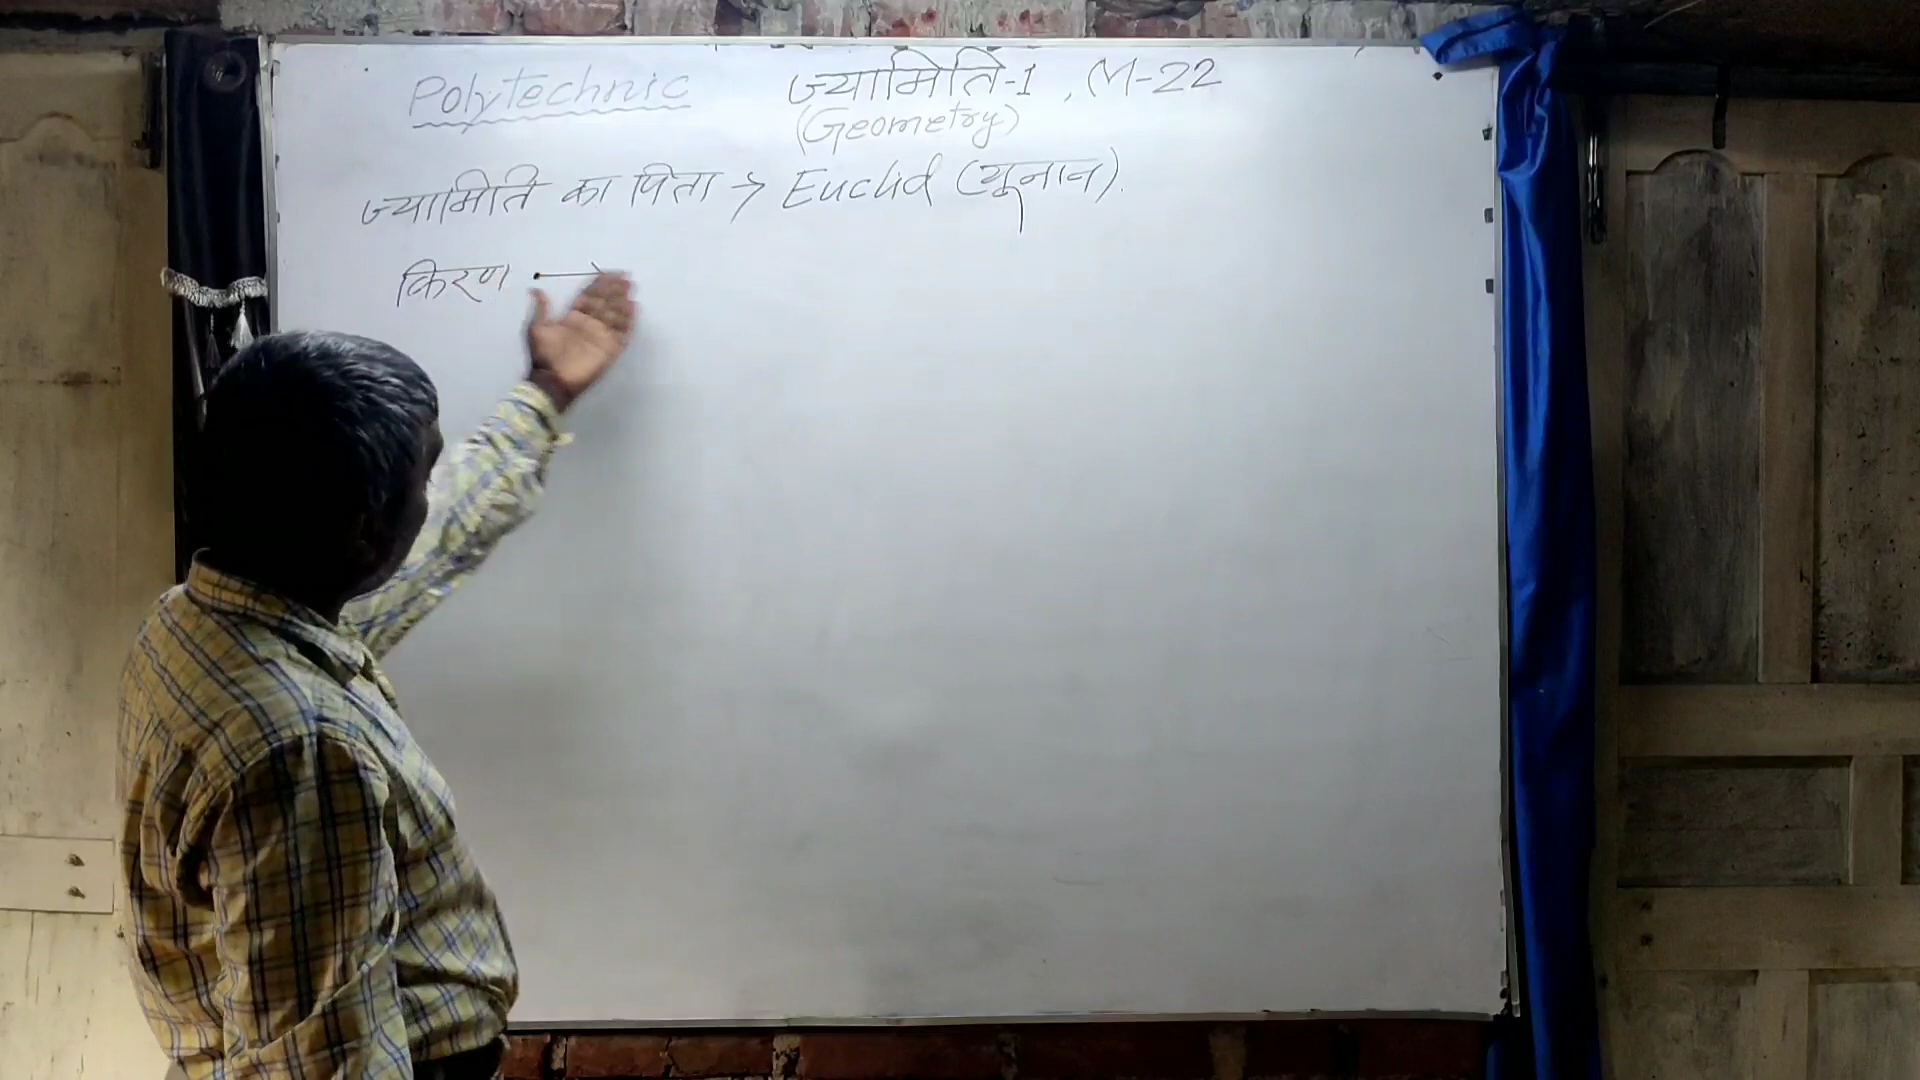 Polytechnic ज्यामिति-1, M-22
(Geometry)
ज्यामिति का पिता → Euclid (यूनान).
किरण